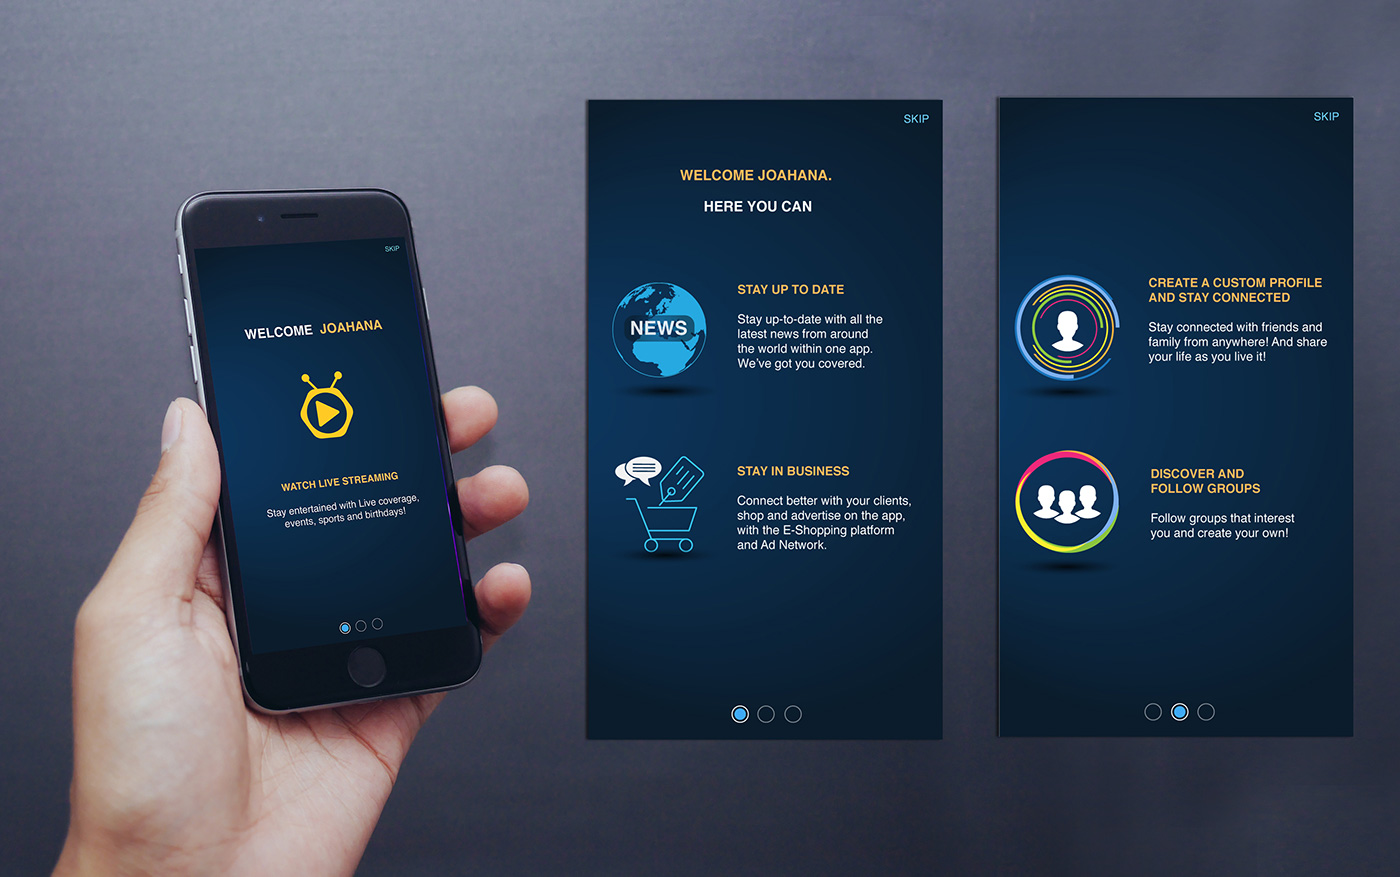 SKIP
WELCOME JOAHANA
WATCH LIVE STREAMING
Stay entertained with Live coverage,
events, sports and birthdays!
SKIP
WELCOME JOAHANA.
HERE YOU CAN
NEWS
STAY UP TO DATE
Stay up-to-date with all the
latest news from around
the world within one app.
We've got you covered.
STAY IN BUSINESS
Connect better with your clients,
shop and advertise on the app,
with the E-Shopping platform
and Ad Network.
SKIP
CREATE A CUSTOM PROFILE
AND STAY CONNECTED
Stay connected with friends and
family from anywhere! And share
your life as you live it!
DISCOVER AND
FOLLOW GROUPS
Follow groups that interest
you and create your own!